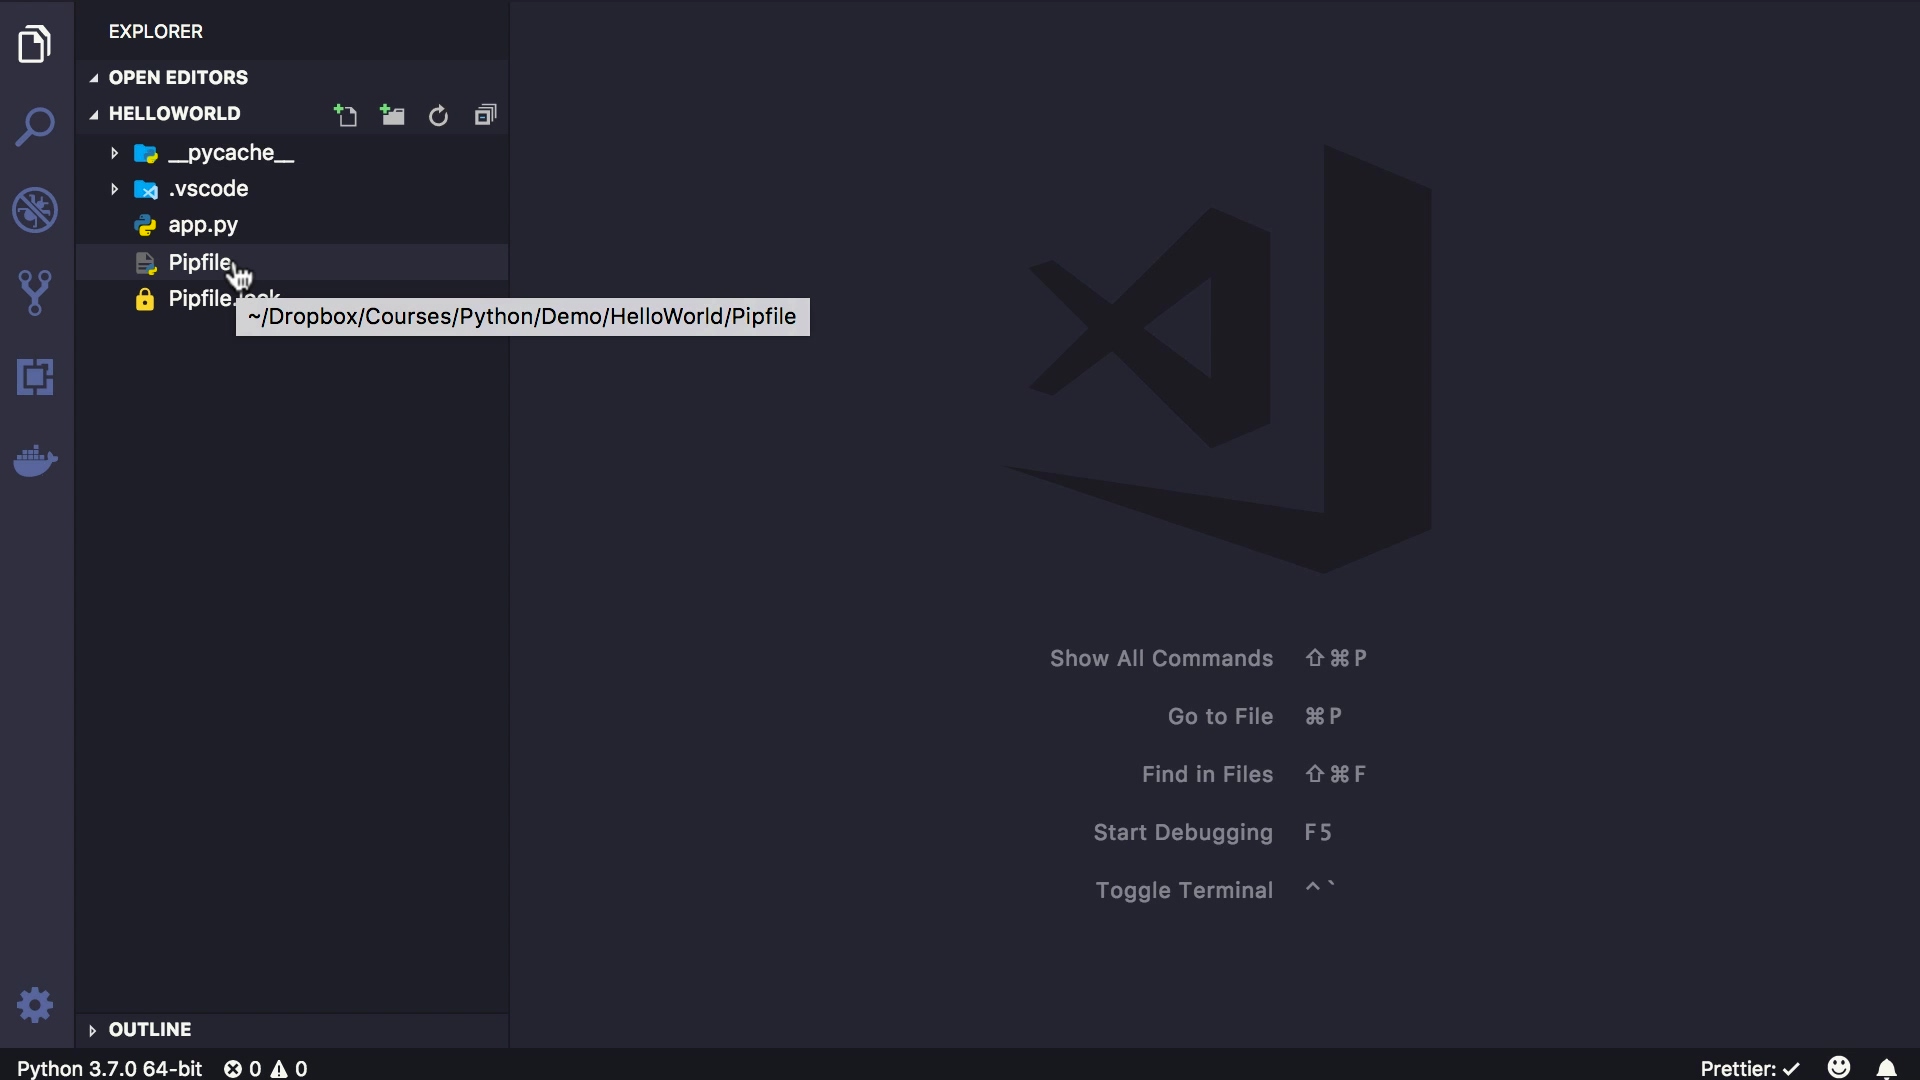 EXPLORER
OPEN EDITORS
HELLOWORLD
__pycache__
.vscode
app.py
Pipfile
~/Dropbox/Courses/Python/Demo/HelloWorld/Pipfile
Show All Commands ⇧⌘P
Go to File ⌘P
Find in Files ⇧⌘F
Start Debugging F5
Toggle Terminal ^`
OUTLINE
Python 3.7.0 64-bit 0 0
Prettier: ✓